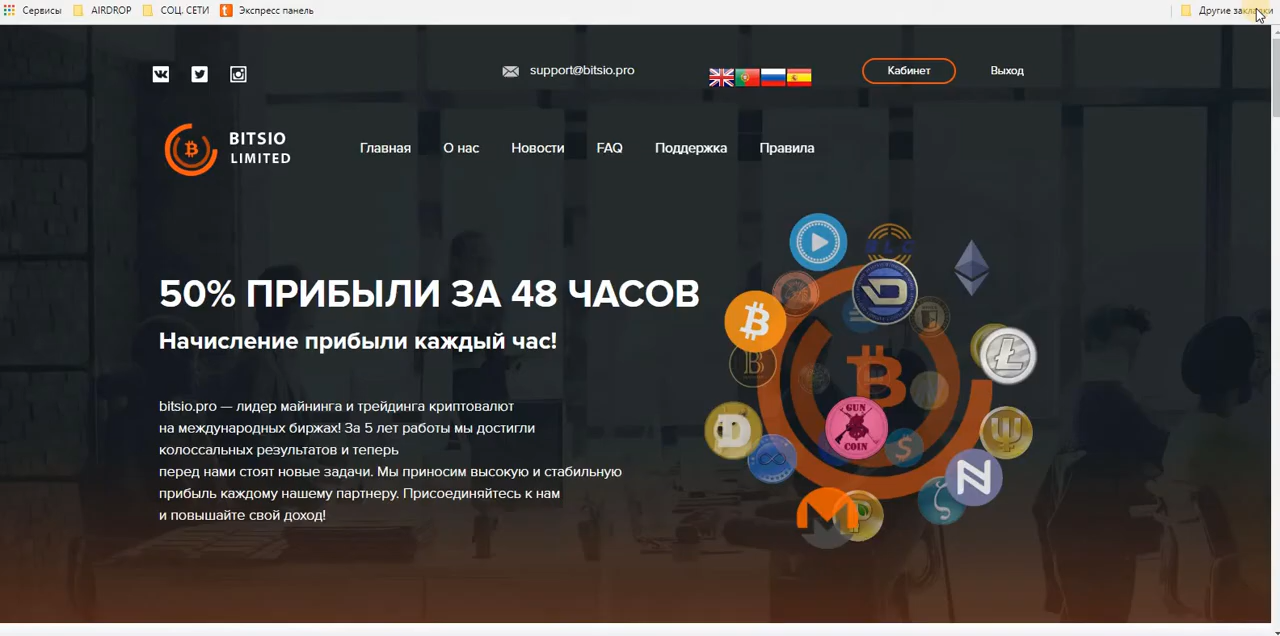 Сервисы AIRDROP СОЦ. СЕТИ Экспресс панель Другие закладки
support@bitsio.pro Кабинет Выход
BITSIO
LIMITED
Главная О нас Новости FAQ Поддержка Правила
50% ПРИБЫЛИ ЗА 48 ЧАСОВ
Начисление прибыли каждый час!
bitsio.pro — лидер майнинга и трейдинга криптовалют
на международных биржах! За 5 лет работы мы достигли
колоссальных результатов и теперь
перед нами стоят новые задачи. Мы приносим высокую и стабильную
прибыль каждому нашему партнеру. Присоединяйтесь к нам
и повышайте свой доход!
BLC
GUN
COIN